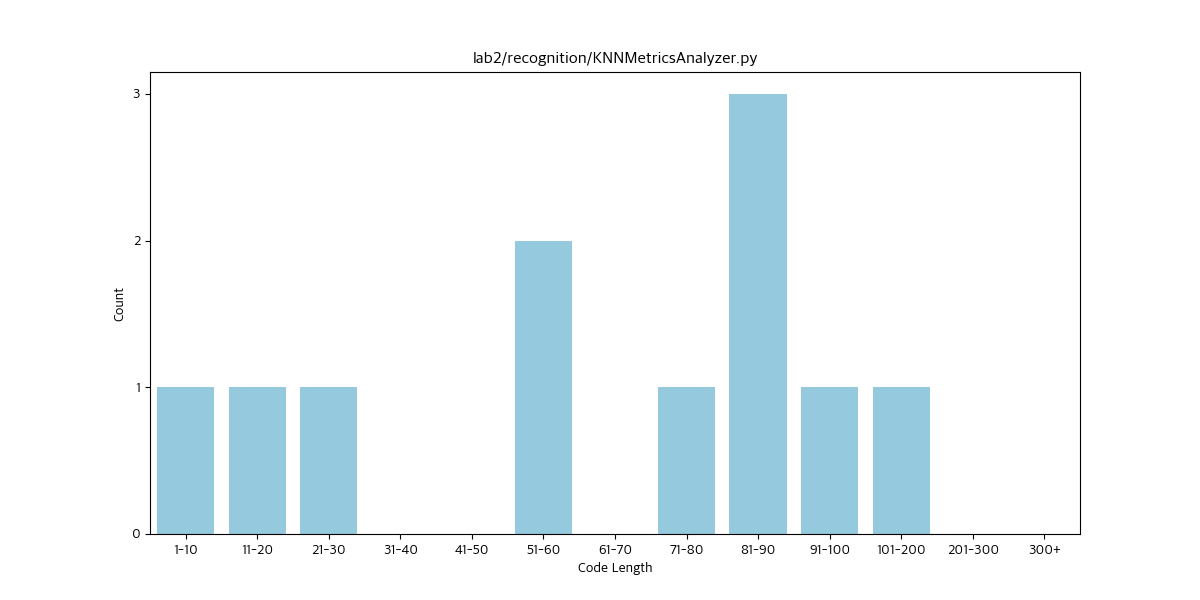 lab2/recognition/KNNMetricsAnalyzer.py
3
2
1
0
Count
1-10 11-20 21-30 31-40 41-50 51-60 61-70 71-80 81-90 91-100 101-200 201-300 300+
Code Length